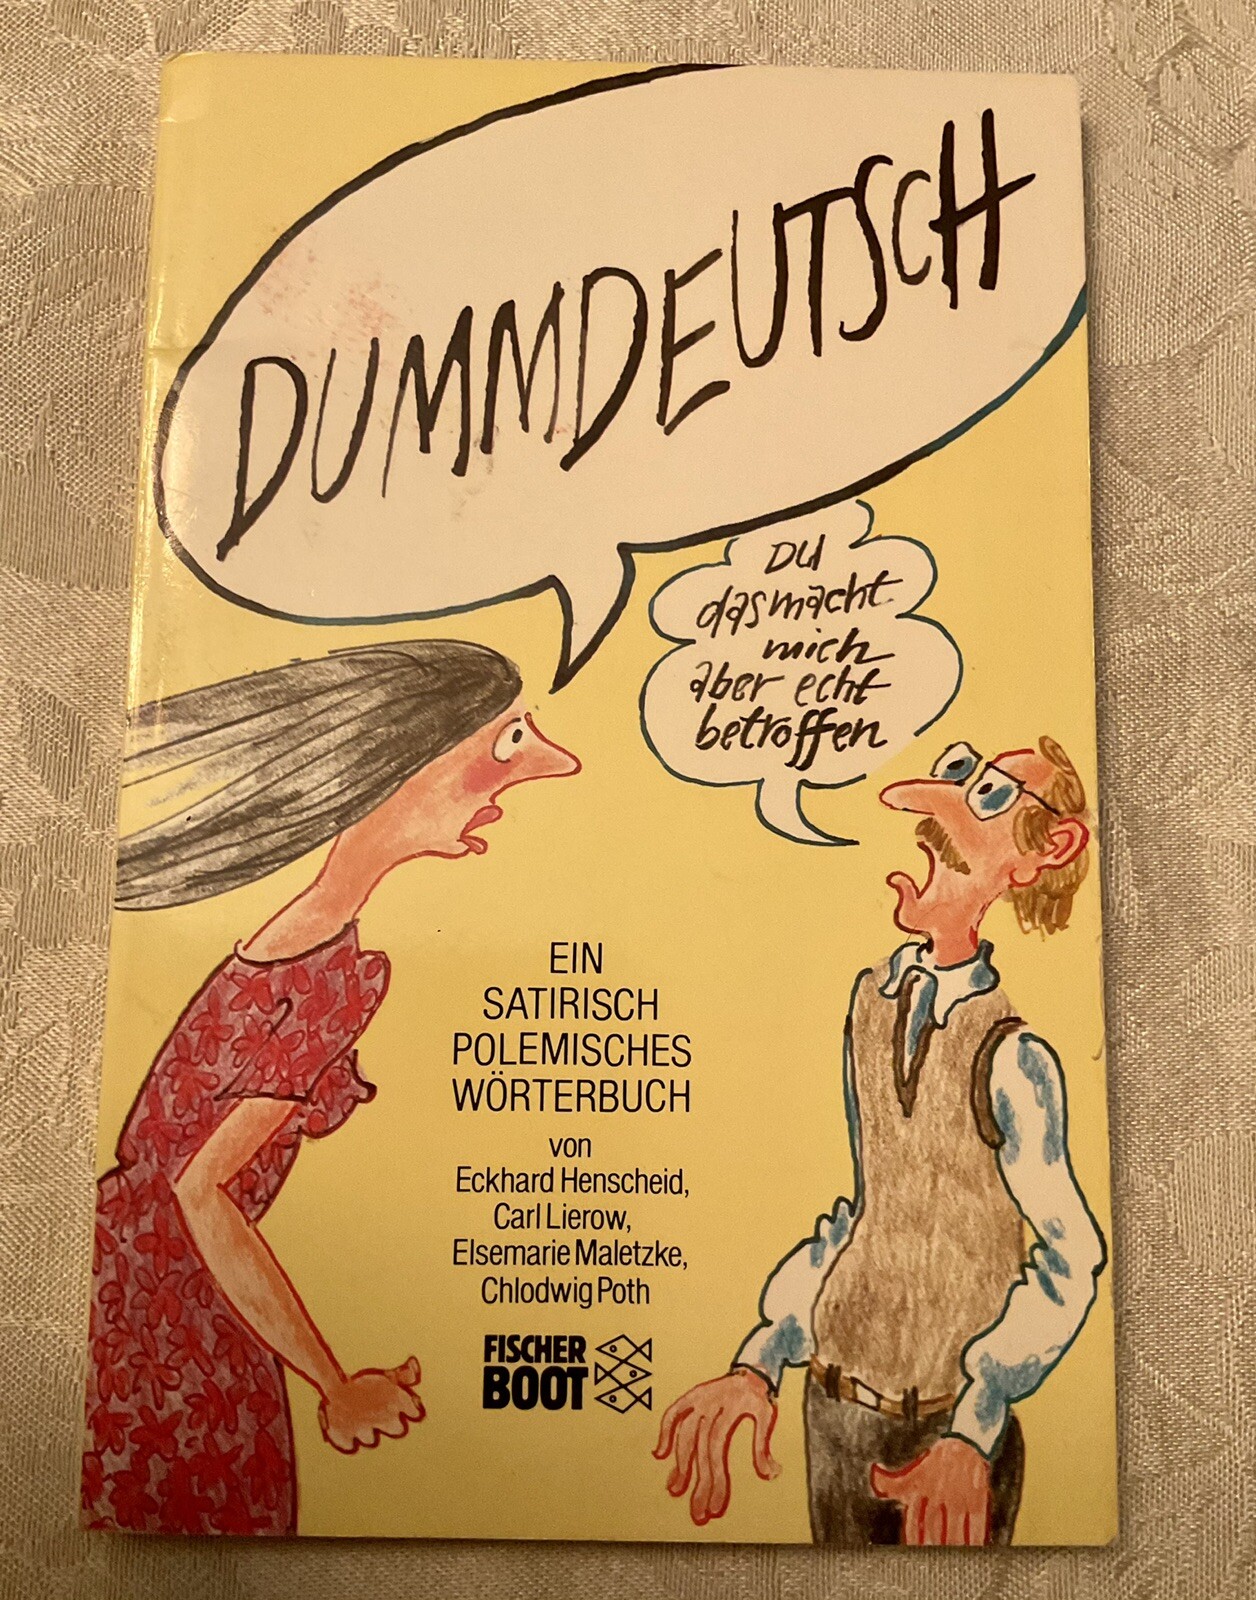 DUMMDEUTSCH
DU
das macht
mich
aber echt
betroffen
EIN
SATIRISCH
POLEMISCHES
WÖRTERBUCH
von
Eckhard Henscheid,
Carl Lierow,
Elsemarie Maletzke,
Chlodwig Poth
FISCHER
BOOT